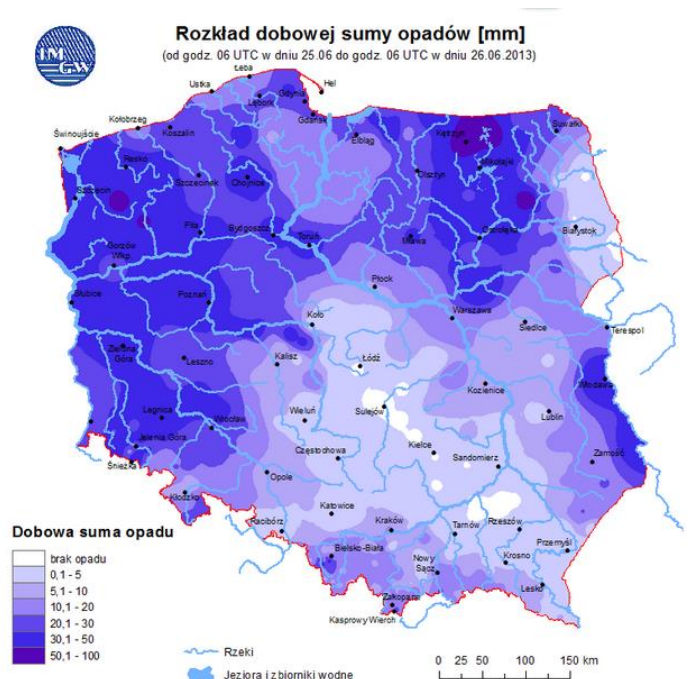 Rozkład dobowej sumy opadów [mm]
(od godz. 06 UTC w dniu 25.06 do godz. 06 UTC w dniu 26.06.2013)
IM
GW
Łeba
Hel
Ustka
Gdynia
Lębork
Gdańsk
Kołobrzeg
Koszalin
Elbląg
Kętrzyn
Suwałki
Świnoujście
Resko
Szczecinek
Chojnice
Olsztyn
Mikołajki
Szczecin
Piła
Bydgoszcz
Toruń
Mława
Ostrołęka
Białystok
Gorzów
Wlkp.
Płock
Słubice
Poznań
Koło
Warszawa
Siedlce
Terespol
Zielona
Góra
Leszno
Kalisz
Łódź
Kozienice
Włodawa
Legnica
Wrocław
Wieluń
Sulejów
Lublin
Jelenia Góra
Częstochowa
Kielce
Sandomierz
Zamość
Śnieżka
Opole
Kłodzko
Katowice
Racibórz
Kraków
Tarnów
Rzeszów
Przemyśl
Bielsko-Biała
Nowy
Sącz
Krosno
Lesko
Zakopane
Kasprowy Wierch
Dobowa suma opadu
brak opadu
0,1 - 5
5,1 - 10
10,1 - 20
20,1 - 30
30,1 - 50
50,1 - 100
Rzeki
Jeziora i zbiorniki wodne
0 25 50 100 150 km